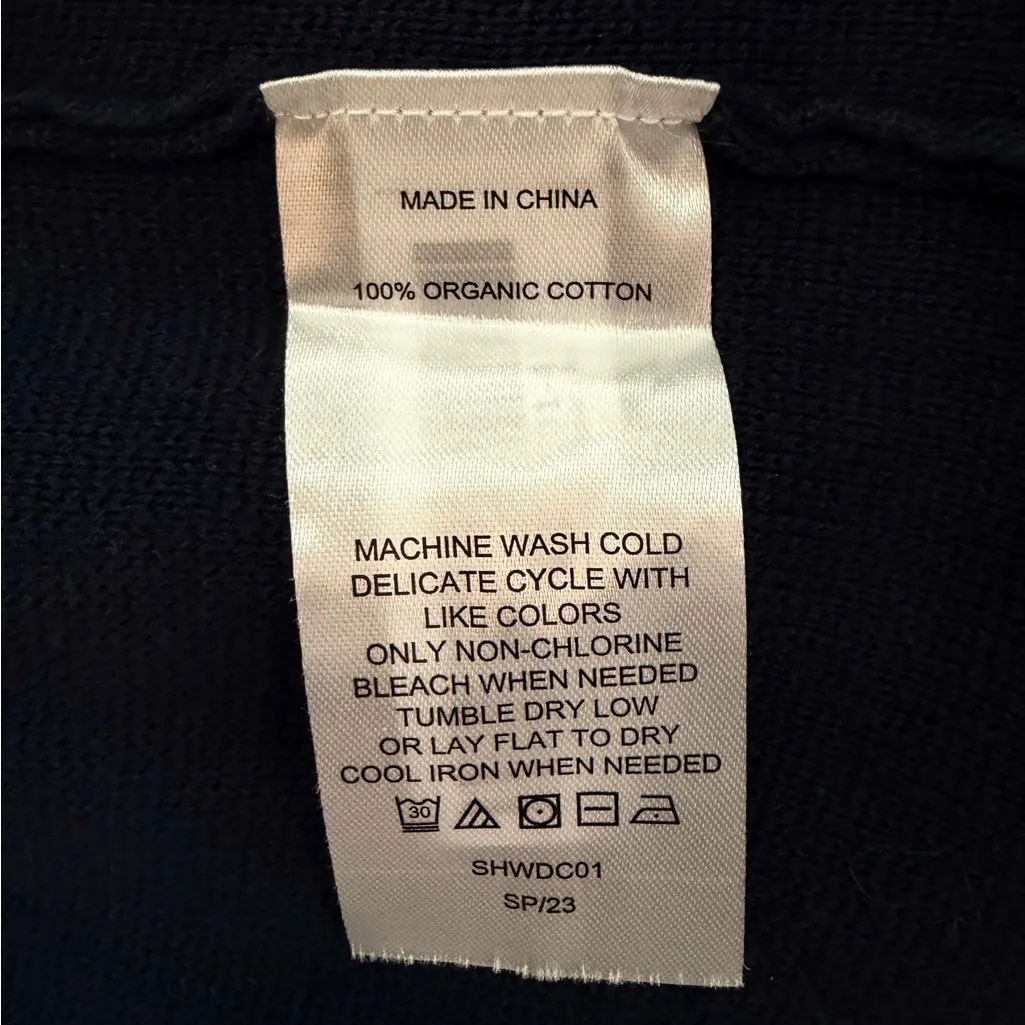 MADE IN CHINA
100% ORGANIC COTTON
MACHINE WASH COLD
DELICATE CYCLE WITH
LIKE COLORS
ONLY NON-CHLORINE
BLEACH WHEN NEEDED
TUMBLE DRY LOW
OR LAY FLAT TO DRY
COOL IRON WHEN NEEDED
30
SHWDC01
SP/23